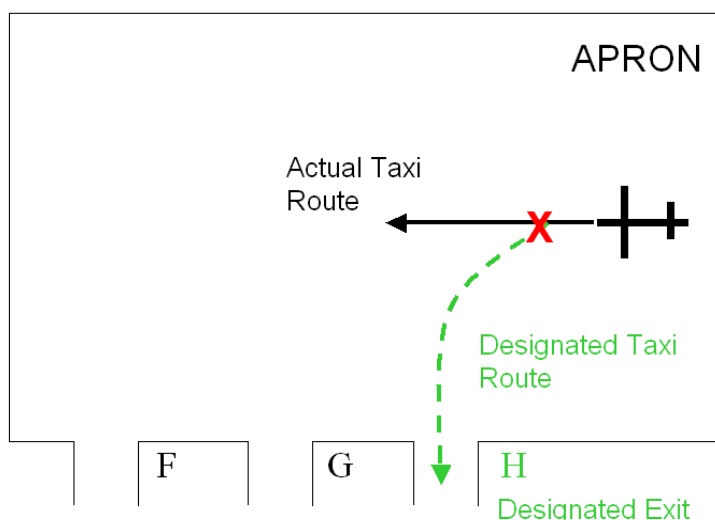 APRON
Actual Taxi
Route
X
Designated Taxi
Route
F
G
H
Designated Exit